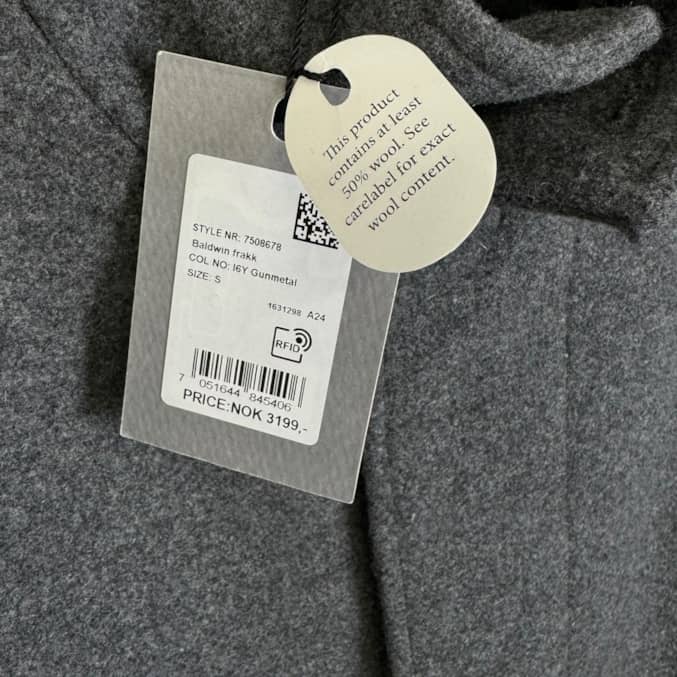 This product
contains at least
50% wool. See
carelabel for exact
wool content.
STYLE NR: 7508678
Baldwin frakk
COL NO: I6Y Gunmetal
SIZE: S
1631298 A24
RFID
7 051644 845406
PRICE:NOK 3199,-